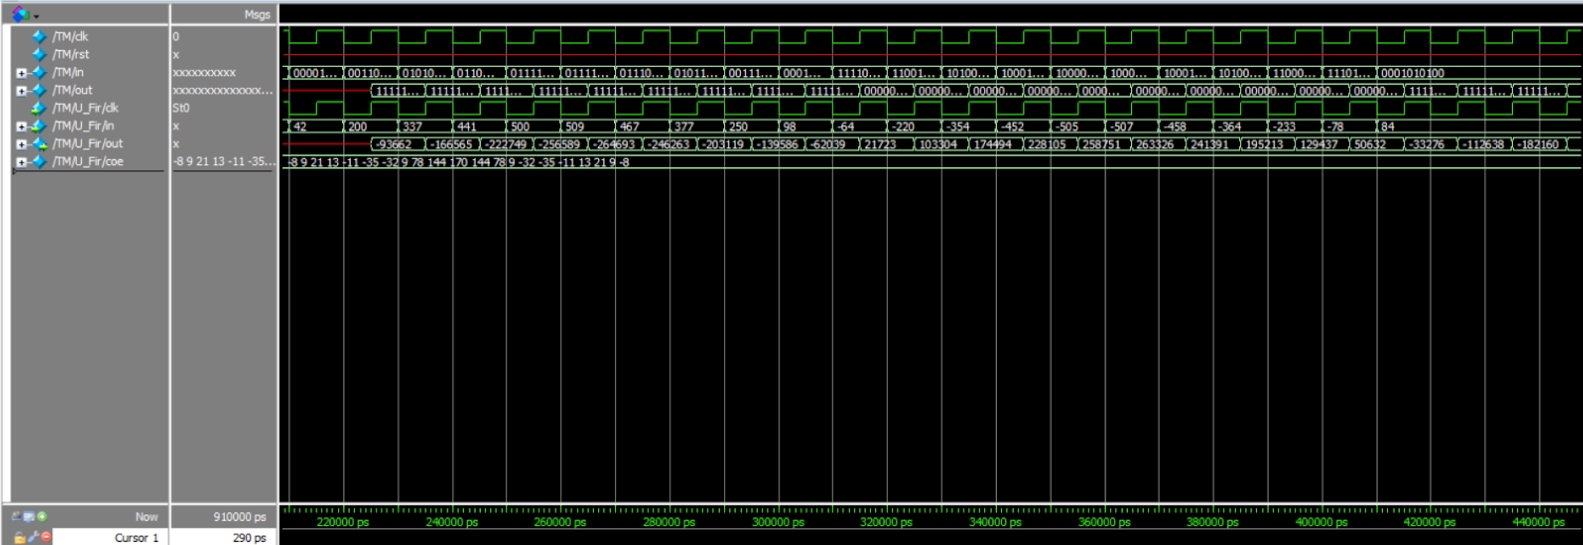 Msgs
/TM/clk 0
/TM/rst x
/TM/in xxxxxxxxxx 00001... 00110... 01010... 0110... 01111... 01111... 01110... 01011... 00111... 0001... 11110... 11001... 10100... 10001... 10000... 1000... 10001... 10100... 11000... 11101... 0001010100
/TM/out xxxxxxxxxxxxxx... 11111... 11111... 1111... 11111... 11111... 11111... 11111... 1111... 11111... 00000... 00000... 0000... 00000... 0000... 00000... 00000... 00000... 00000... 00000... 1111... 11111... 11111...
/TM/U_Fir/clk St0
/TM/U_Fir/in x 42 200 337 441 500 509 467 377 250 98 -64 -220 -354 -452 -505 -507 -458 -364 -233 -78 84
/TM/U_Fir/out x -93662 -166565 -222749 -256589 -264693 -246263 -203119 -139586 -62039 21723 103304 174494 228105 258751 263326 241391 195213 129437 50632 -33276 -112638 -182160
/TM/U_Fir/coe -8 9 21 13 -11 -35... -8 9 21 13 -11 -35 -32 9 78 144 170 144 78 9 -32 -35 -11 13 21 9 -8
Now 910000 ps 220000 ps 240000 ps 260000 ps 280000 ps 300000 ps 320000 ps 340000 ps 360000 ps 380000 ps 400000 ps 420000 ps 440000 ps
Cursor 1 290 ps